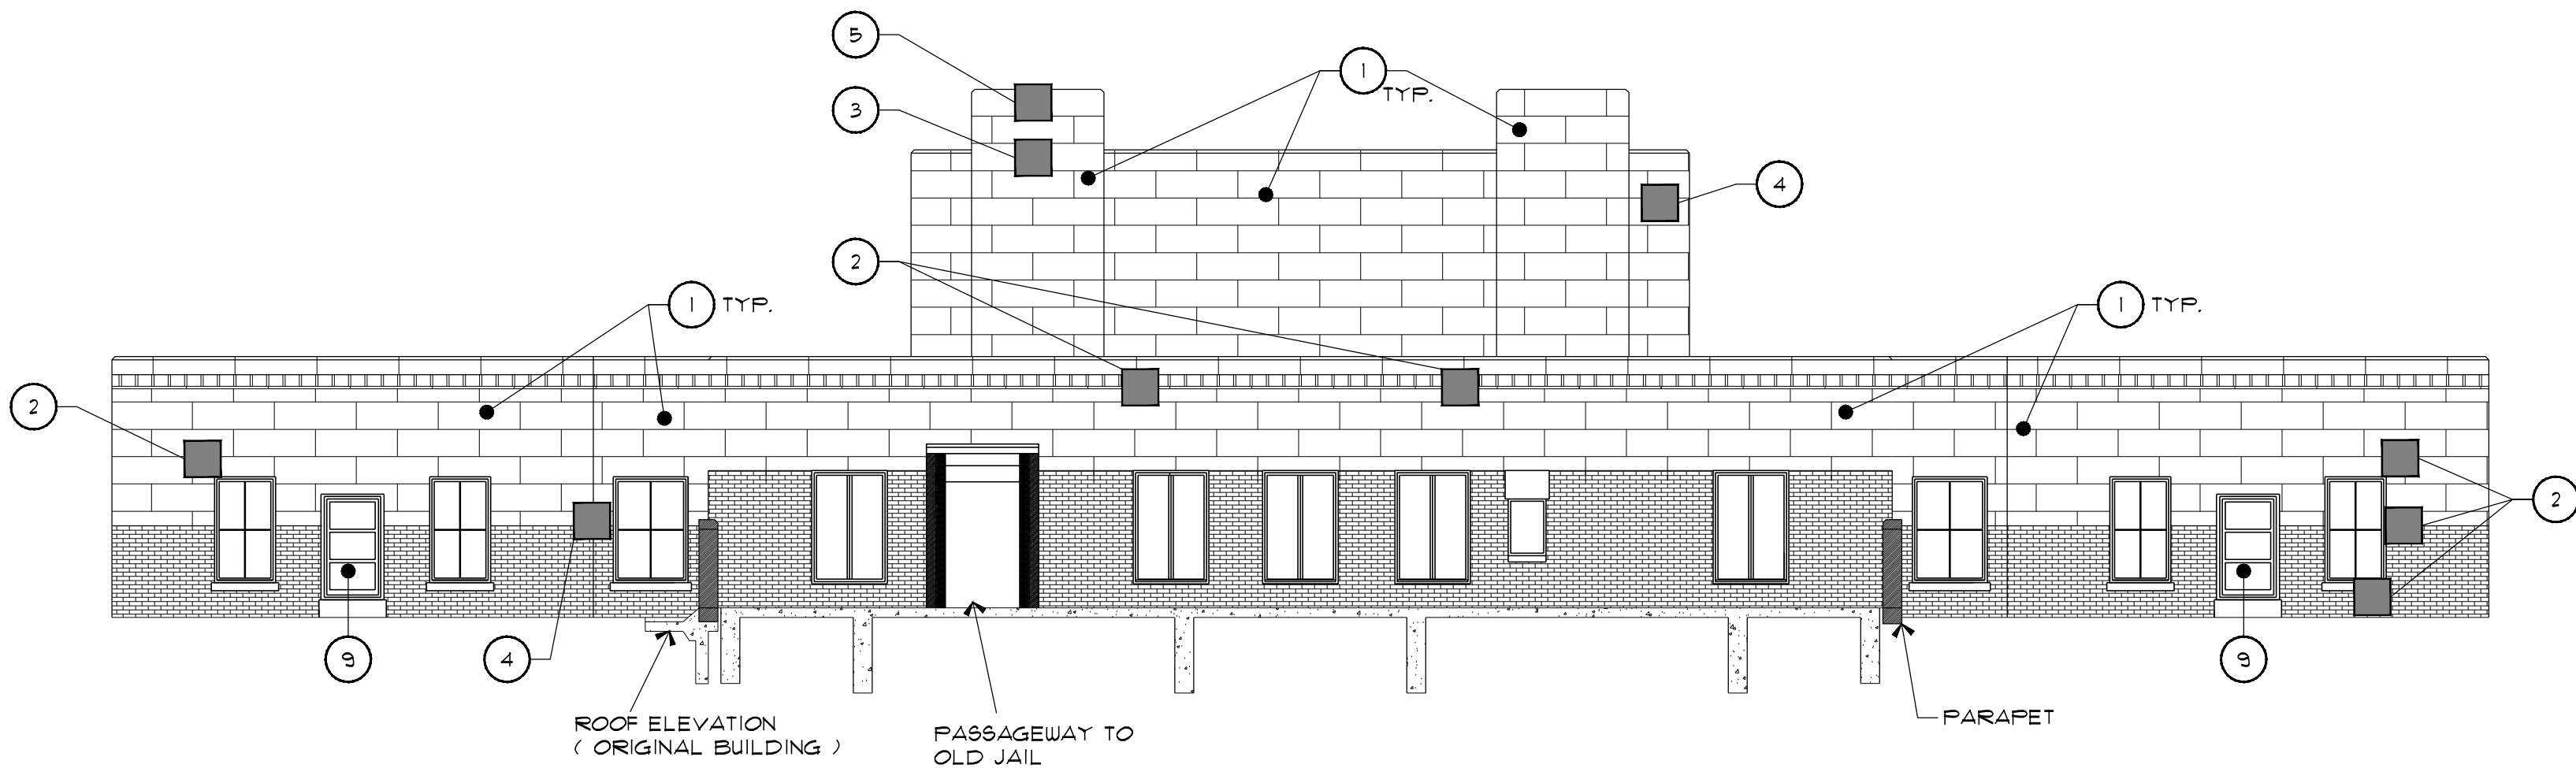 5
1
TYP.
3
4
2
1 TYP.
1 TYP.
2
2
9
4
9
ROOF ELEVATION
( ORIGINAL BUILDING )
PASSAGEWAY TO
OLD JAIL
PARAPET